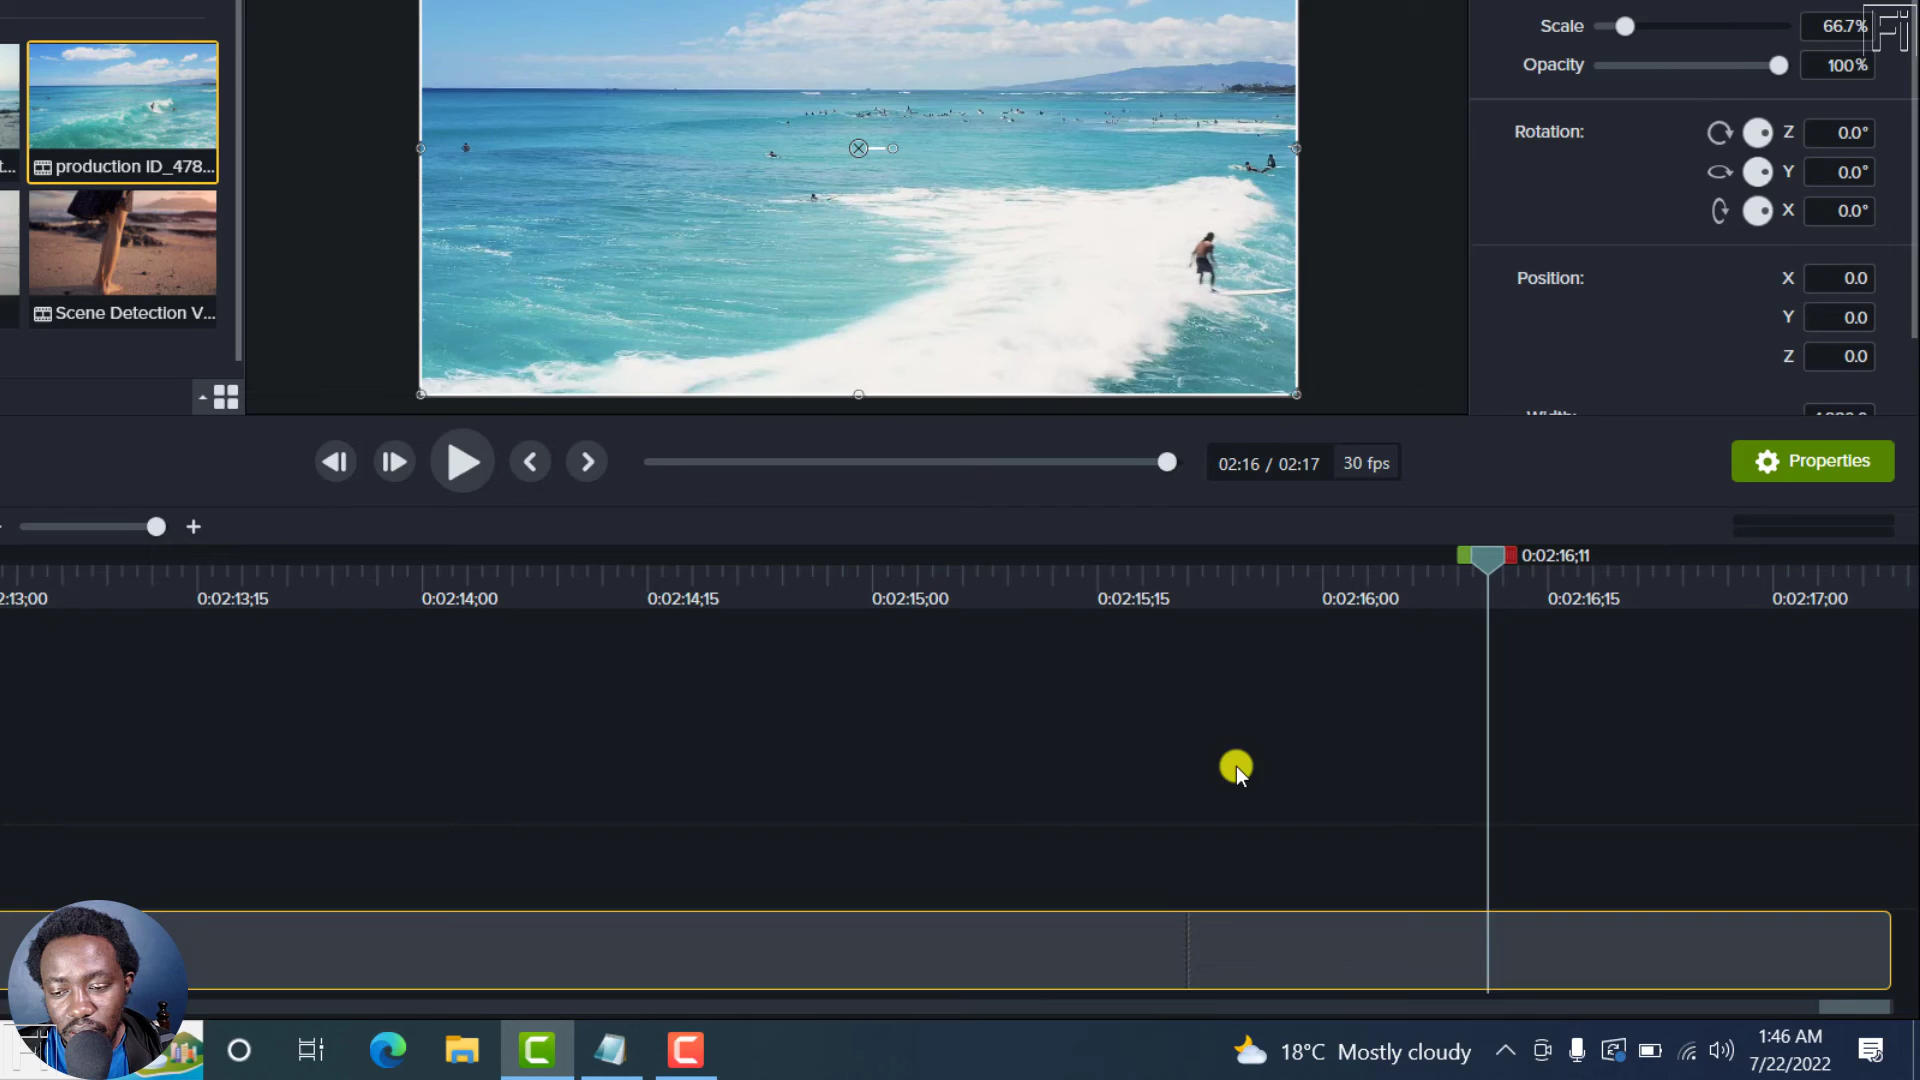 Scale
66.7%
Opacity
100%
Rotation:
Z
0.0°
Y
0.0°
X
0.0°
Position:
X
0.0
Y
0.0
Z
0.0
t...
production ID_478...
Scene Detection V...
02:16 / 02:17
30 fps
Properties
0:02:16;11
2:13;00
0:02:13;15
0:02:14;00
0:02:14;15
0:02:15;00
0:02:15;15
0:02:16;00
0:02:16;15
0:02:17;00
18°C Mostly cloudy
1:46 AM
7/22/2022